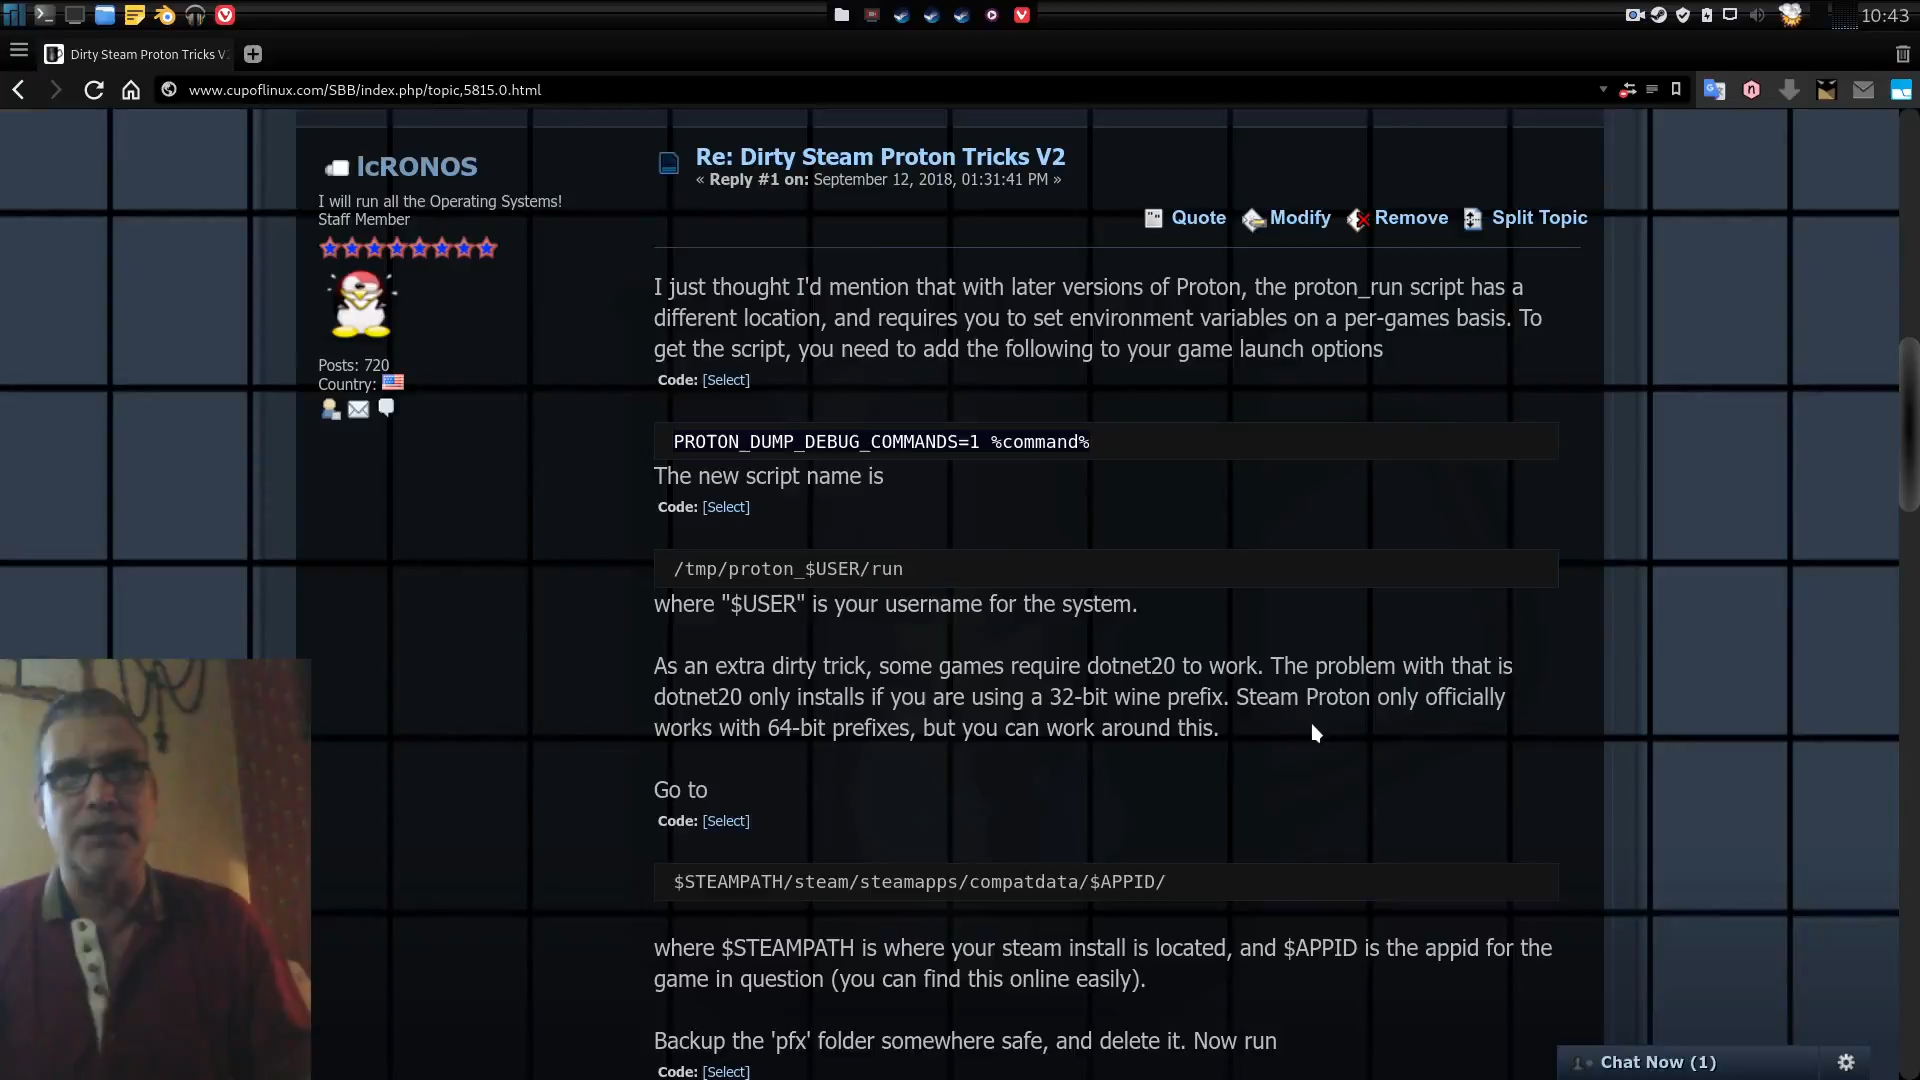 10:43
Dirty Steam Proton Tricks V
www.cupoflinux.com/SBB/index.php/topic,5815.0.html
lcRONOS
I will run all the Operating Systems!
Staff Member
Posts: 720
Country:
Re: Dirty Steam Proton Tricks V2
« Reply #1 on: September 12, 2018, 01:31:41 PM »
Quote Modify Remove Split Topic
I just thought I'd mention that with later versions of Proton, the proton_run script has a
different location, and requires you to set environment variables on a per-games basis. To
get the script, you need to add the following to your game launch options
Code: [Select]
PROTON_DUMP_DEBUG_COMMANDS=1 %command%
The new script name is
Code: [Select]
/tmp/proton_$USER/run
where "$USER" is your username for the system.
As an extra dirty trick, some games require dotnet20 to work. The problem with that is
dotnet20 only installs if you are using a 32-bit wine prefix. Steam Proton only officially
works with 64-bit prefixes, but you can work around this.
Go to
Code: [Select]
$STEAMPATH/steam/steamapps/compatdata/$APPID/
where $STEAMPATH is where your steam install is located, and $APPID is the appid for the
game in question (you can find this online easily).
Backup the 'pfx' folder somewhere safe, and delete it. Now run
Code: [Select]
Chat Now (1)